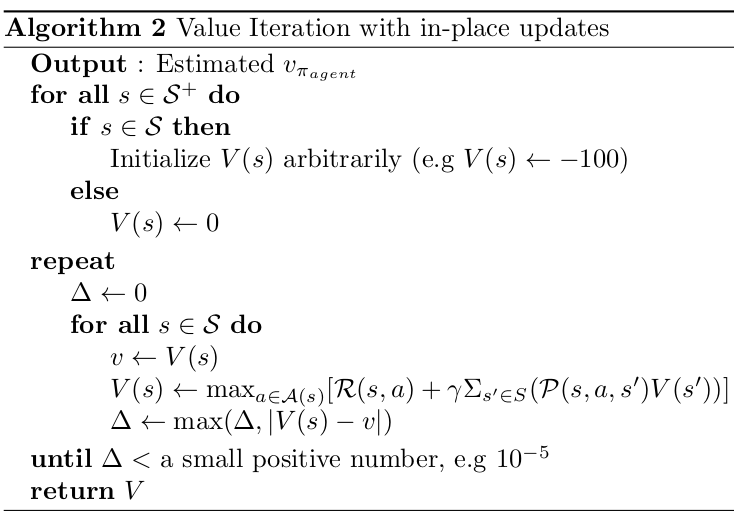 Algorithm 2 Value Iteration with in-place updates
Output : Estimated $v_{\pi_{agent}}$
for all $s \in \mathcal{S}^+$ do
if $s \in \mathcal{S}$ then
Initialize $V(s)$ arbitrarily (e.g $V(s) \leftarrow -100$)
else
$V(s) \leftarrow 0$
repeat
$\Delta \leftarrow 0$
for all $s \in \mathcal{S}$ do
$v \leftarrow V(s)$
$V(s) \leftarrow \max_{a \in \mathcal{A}(s)}[\mathcal{R}(s, a) + \gamma \Sigma_{s' \in S}(\mathcal{P}(s, a, s')V(s'))]$
$\Delta \leftarrow \max(\Delta, |V(s) - v|)$
until $\Delta <$ a small positive number, e.g $10^{-5}$
return $V$